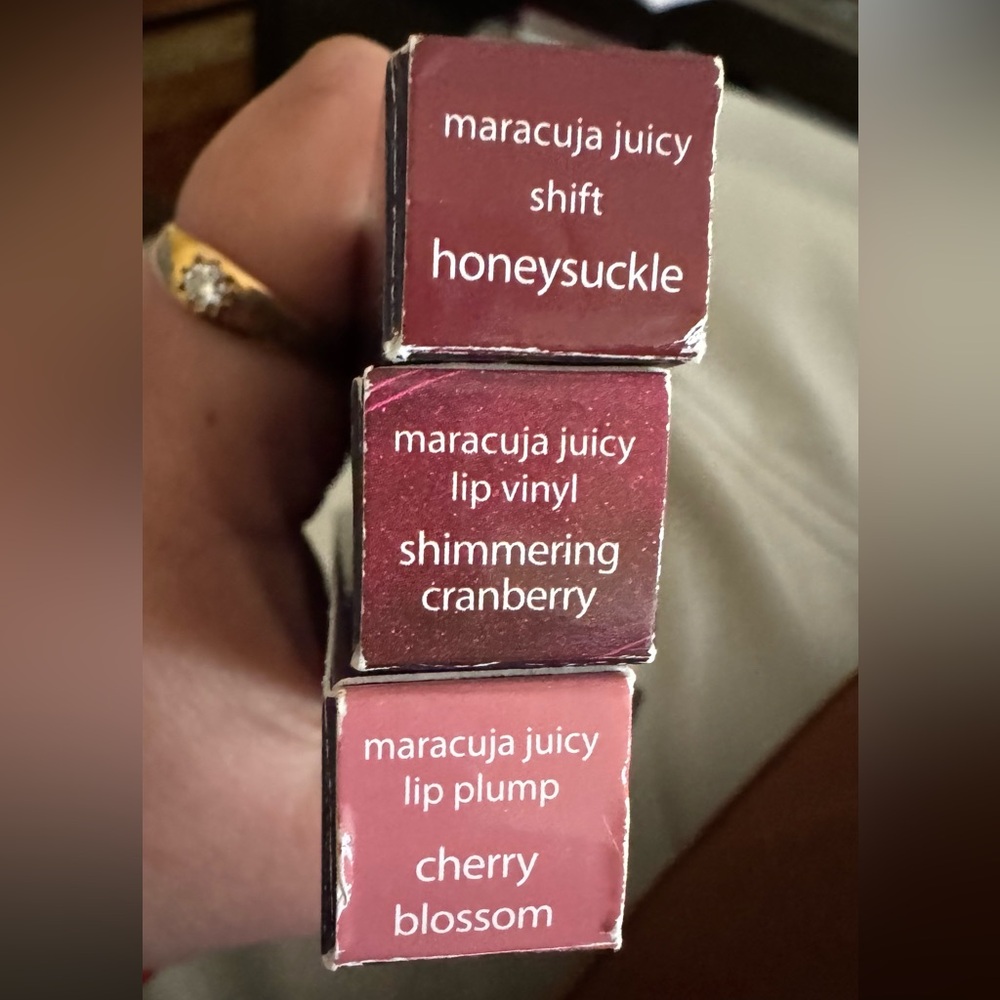 maracuja juicy
shift
honeysuckle
maracuja juicy
lip vinyl
shimmering
cranberry
maracuja juicy
lip plump
cherry
blossom